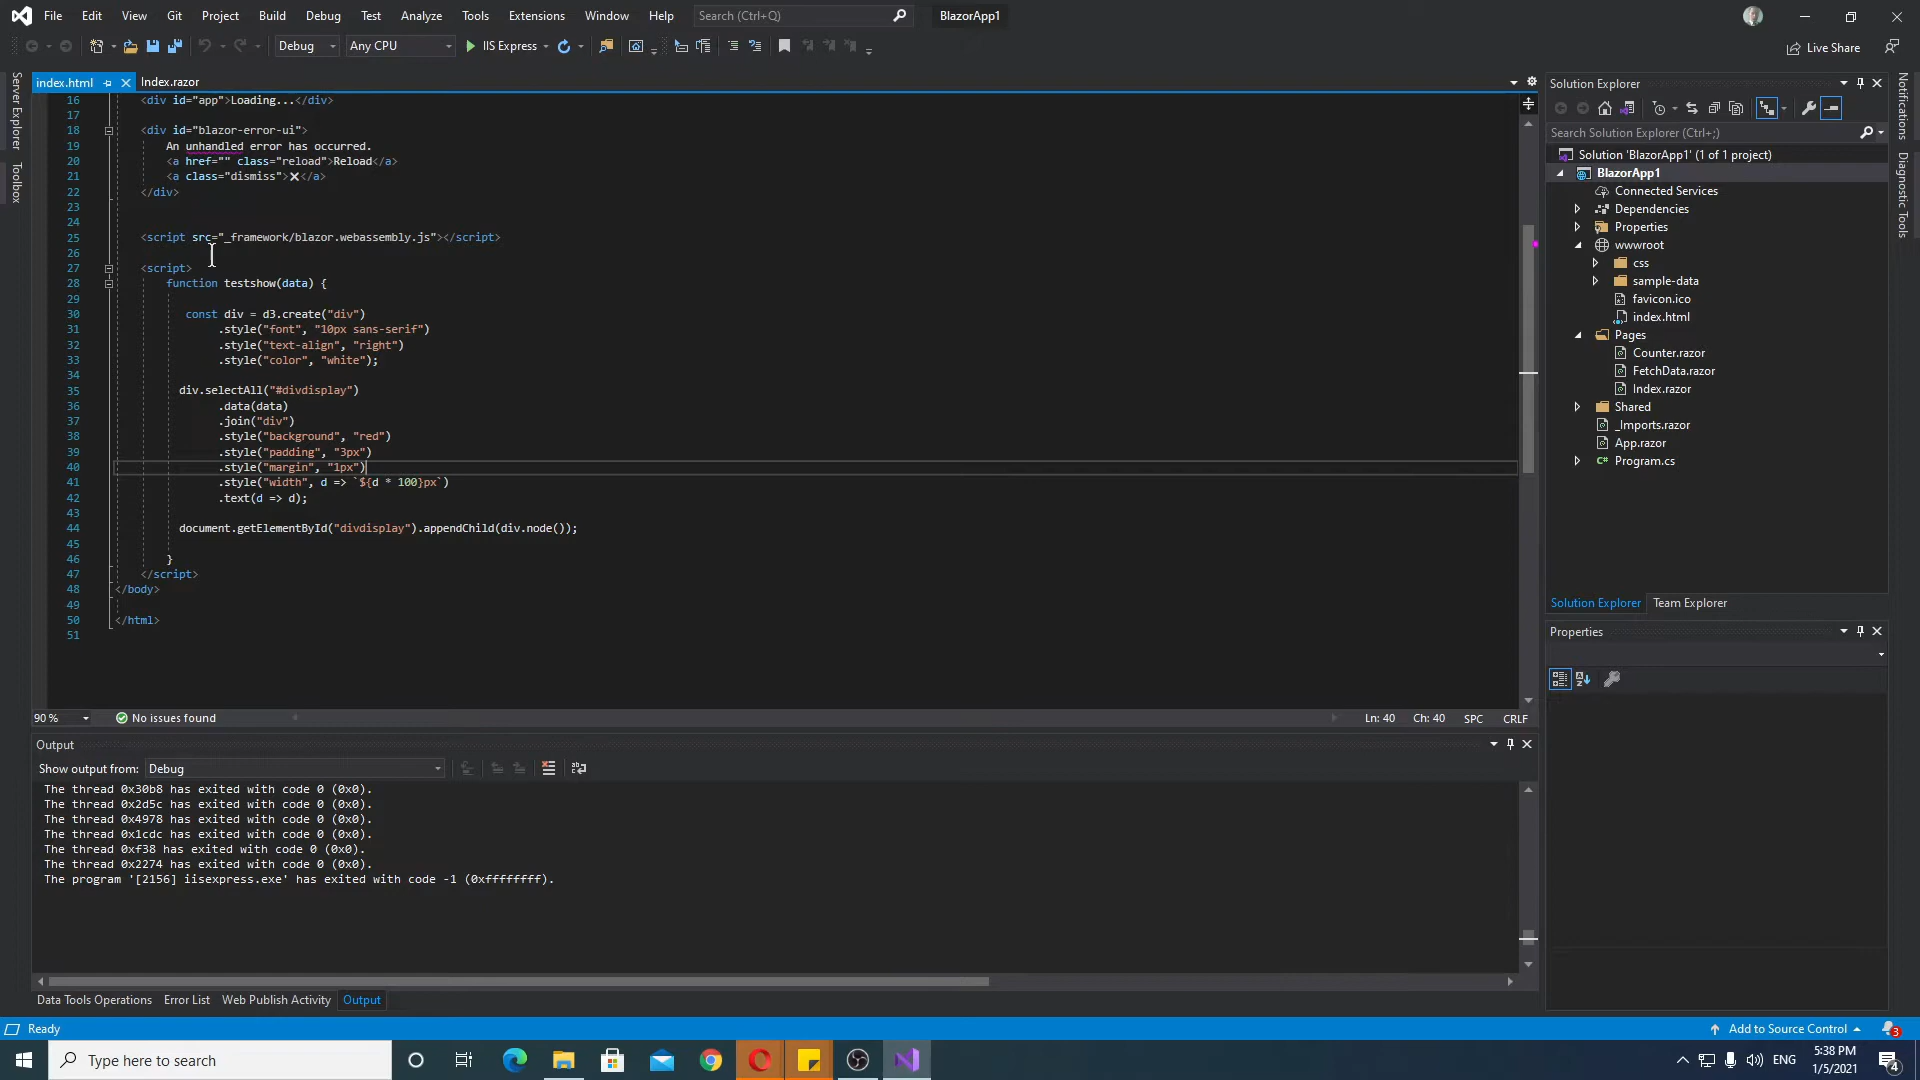 File Edit View Git Project Build Debug Test Analyze Tools Extensions Window Help Search (Ctrl+Q) BlazorApp1
Debug Any CPU IIS Express Live Share
Server Explorer
Toolbox
index.html Index.razor
16 <div id="app">Loading...</div>
17
18 <div id="blazor-error-ui">
19 An unhandled error has occurred.
20 <a href="" class="reload">Reload</a>
21 <a class="dismiss">🗙</a>
22 </div>
23
24
25 <script src="_framework/blazor.webassembly.js"></script>
26
27 <script>
28 function testshow(data) {
29
30 const div = d3.create("div")
31 .style("font", "10px sans-serif")
32 .style("text-align", "right")
33 .style("color", "white");
34
35 div.selectAll("#divdisplay")
36 .data(data)
37 .join("div")
38 .style("background", "red")
39 .style("padding", "3px")
40 .style("margin", "1px")
41 .style("width", d => `${d * 100}px`)
42 .text(d => d);
43
44 document.getElementById("divdisplay").appendChild(div.node());
45
46 }
47 </script>
48 </body>
49
50 </html>
51
90 % No issues found Ln: 40 Ch: 40 SPC CRLF
Output
Show output from: Debug
The thread 0x30b8 has exited with code 0 (0x0).
The thread 0x2d5c has exited with code 0 (0x0).
The thread 0x4978 has exited with code 0 (0x0).
The thread 0x1cdc has exited with code 0 (0x0).
The thread 0xf38 has exited with code 0 (0x0).
The thread 0x2274 has exited with code 0 (0x0).
The program '[2156] iisexpress.exe' has exited with code -1 (0xffffffff).
Data Tools Operations Error List Web Publish Activity Output
Solution Explorer
Search Solution Explorer (Ctrl+;)
Solution 'BlazorApp1' (1 of 1 project)
BlazorApp1
Connected Services
Dependencies
Properties
wwwroot
css
sample-data
favicon.ico
index.html
Pages
Counter.razor
FetchData.razor
Index.razor
Shared
_Imports.razor
App.razor
C# Program.cs
Solution Explorer Team Explorer
Properties
Notifications
Diagnostic Tools
Ready Add to Source Control 3
Type here to search
ENG
5:38 PM
1/5/2021
4